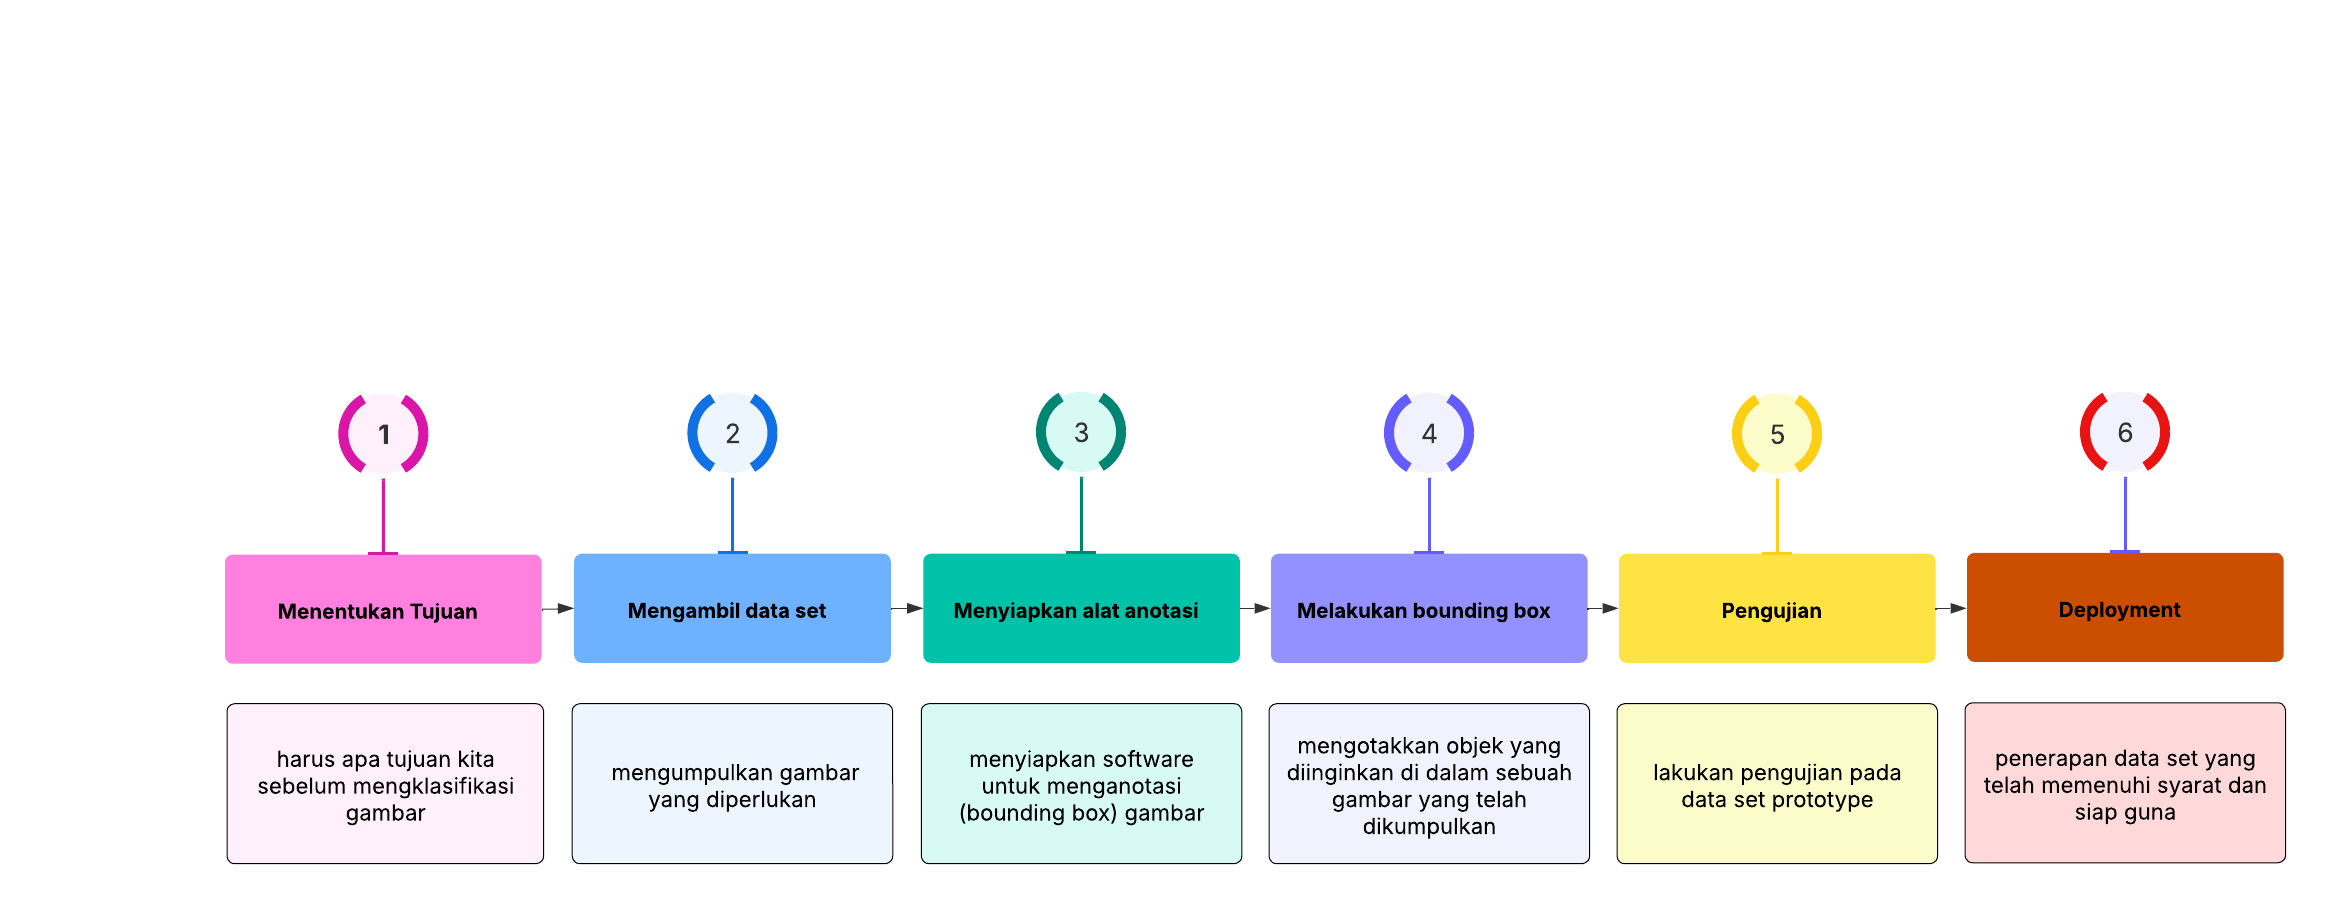 1
2
3
4
5
6
Menentukan Tujuan
Mengambil data set
Menyiapkan alat anotasi
Melakukan bounding box
Pengujian
Deployment
harus apa tujuan kita
sebelum mengklasifikasi
gambar
mengumpulkan gambar
yang diperlukan
menyiapkan software
untuk menganotasi
(bounding box) gambar
mengotakkan objek yang
diinginkan di dalam sebuah
gambar yang telah
dikumpulkan
lakukan pengujian pada
data set prototype
penerapan data set yang
telah memenuhi syarat dan
siap guna